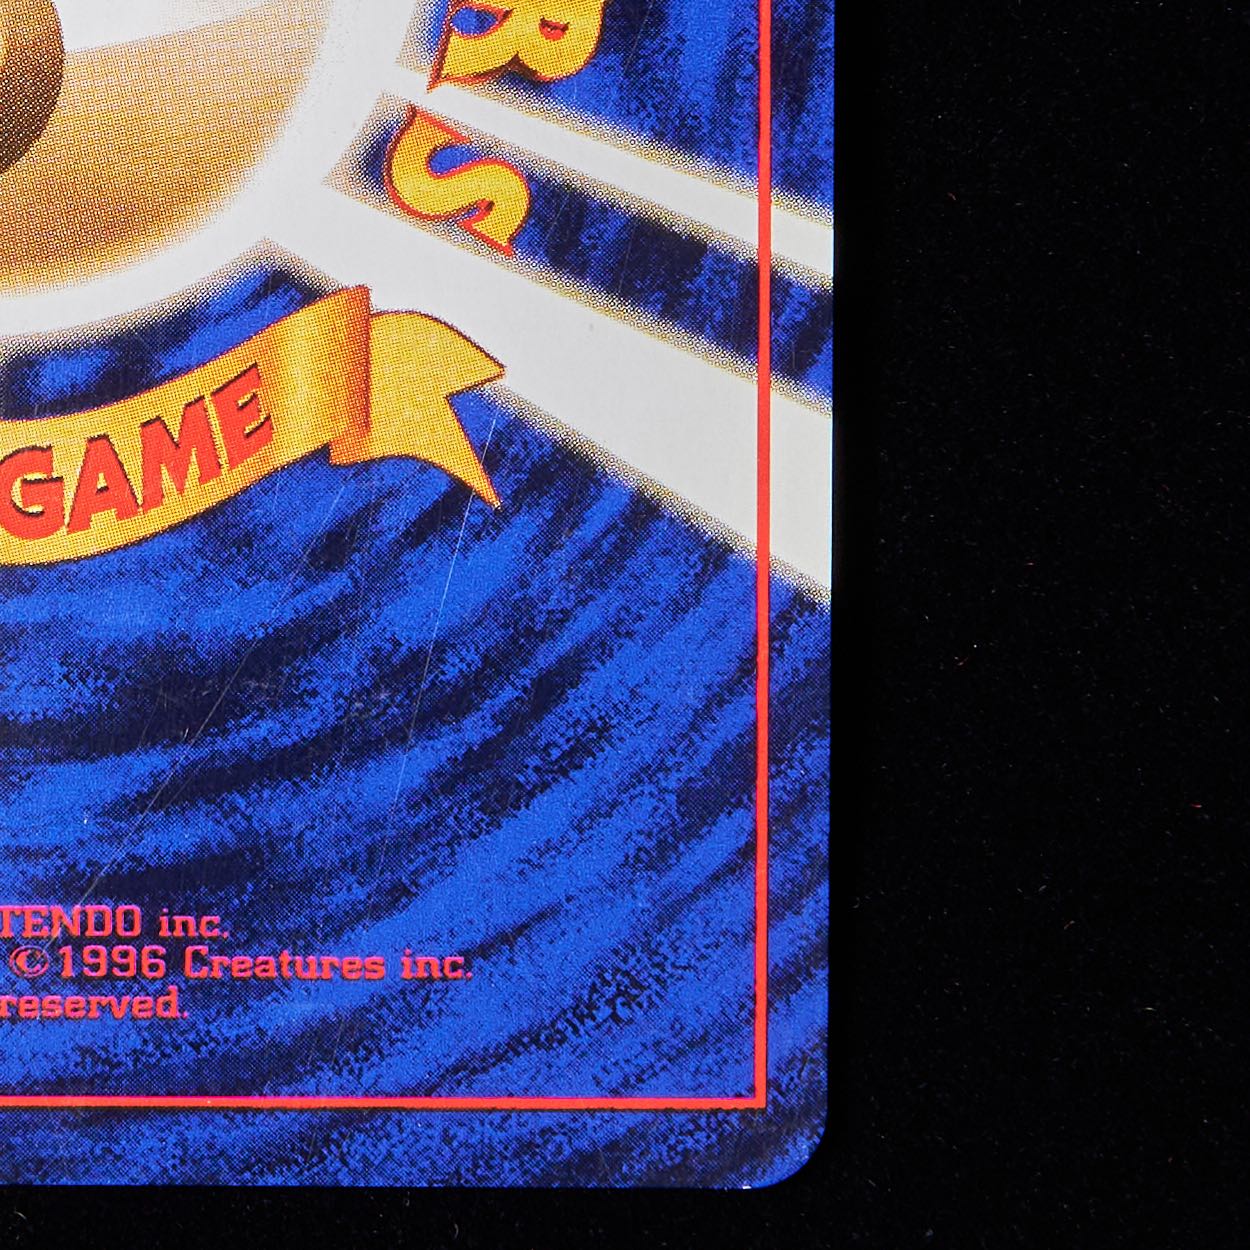 B
S
GAME
TENDO inc.
©1996 Creatures inc.
reserved.